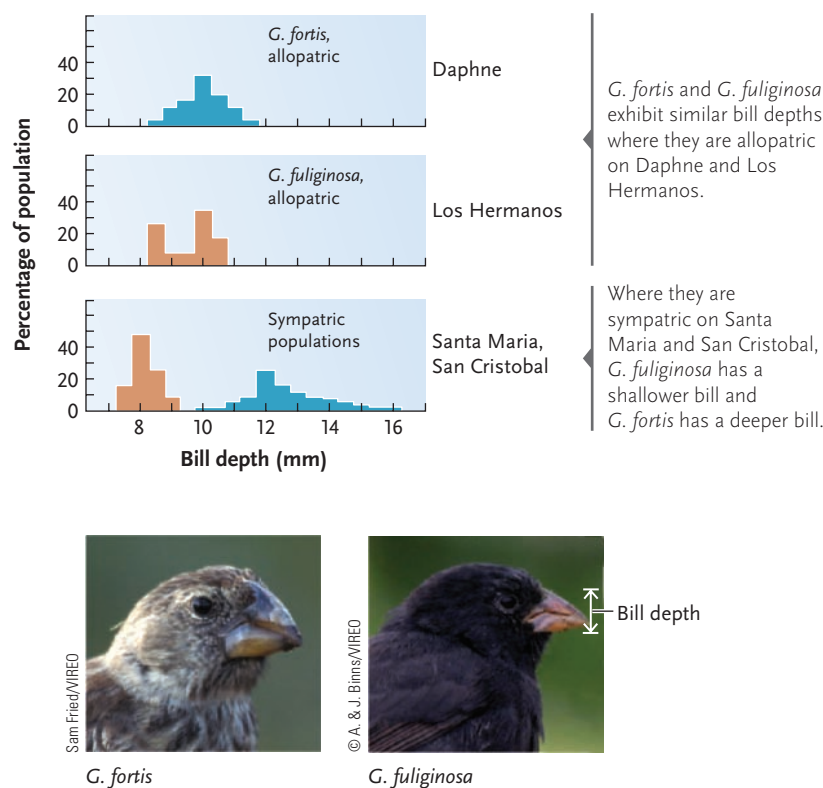 Percentage of population
40
20
0
G. fortis,
allopatric
Daphne
40
20
0
G. fuliginosa,
allopatric
Los Hermanos
40
20
0
Sympatric
populations
Santa Maria,
San Cristobal
8 10 12 14 16
Bill depth (mm)
G. fortis and G. fuliginosa
exhibit similar bill depths
where they are allopatric
on Daphne and Los
Hermanos.
Where they are
sympatric on Santa
Maria and San Cristobal,
G. fuliginosa has a
shallower bill and
G. fortis has a deeper bill.
Sam Fried/VIREO
G. fortis
© A. & J. Binns/VIREO
Bill depth
G. fuliginosa